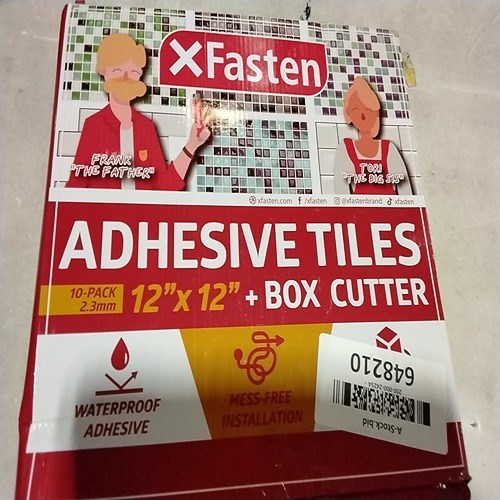 XFasten
FRANK
"THE FATHER"
TORI
"THE BIG SIS"
xfasten.com /xfasten @xfastenbrand xfasten
ADHESIVE TILES
10-PACK
2.3mm
12"x 12" + BOX CUTTER
WATERPROOF
ADHESIVE
MESS-FREE
INSTALLATION
A-Stock.bid
648210